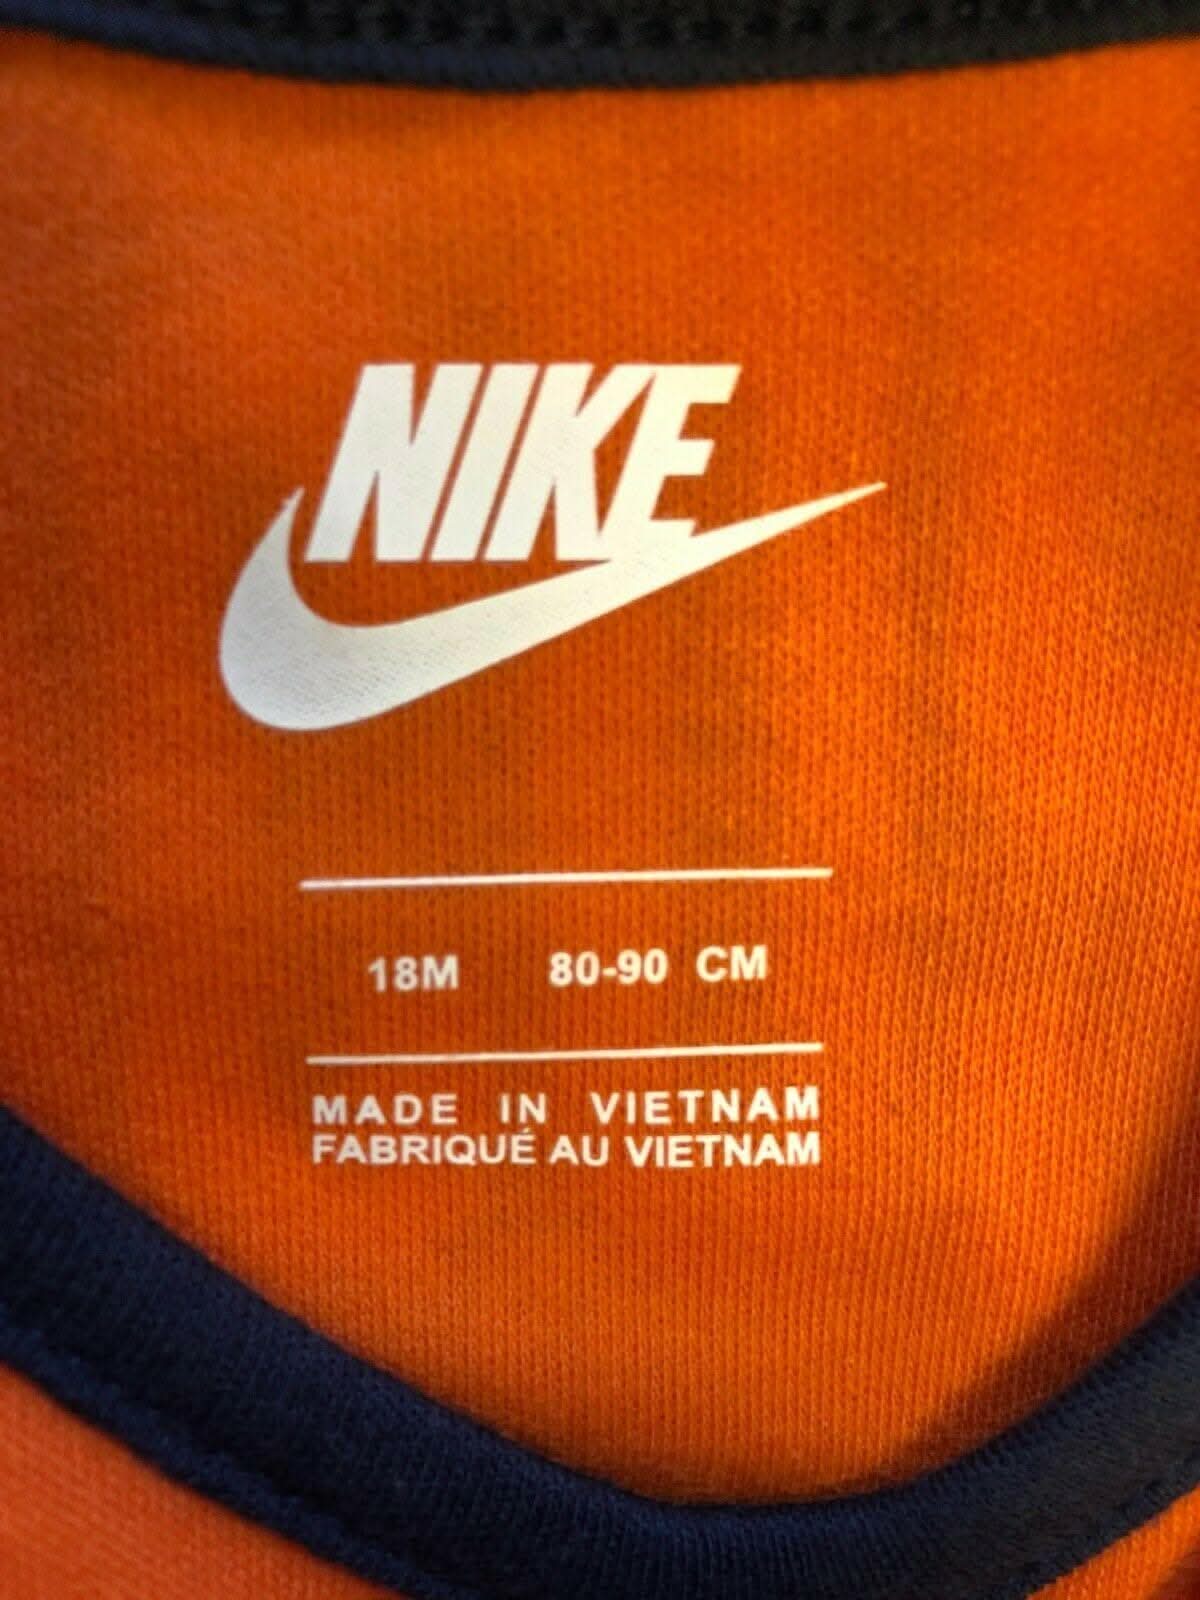 NIKE
18M 80-90 CM
MADE IN VIETNAM
FABRIQUÉ AU VIETNAM